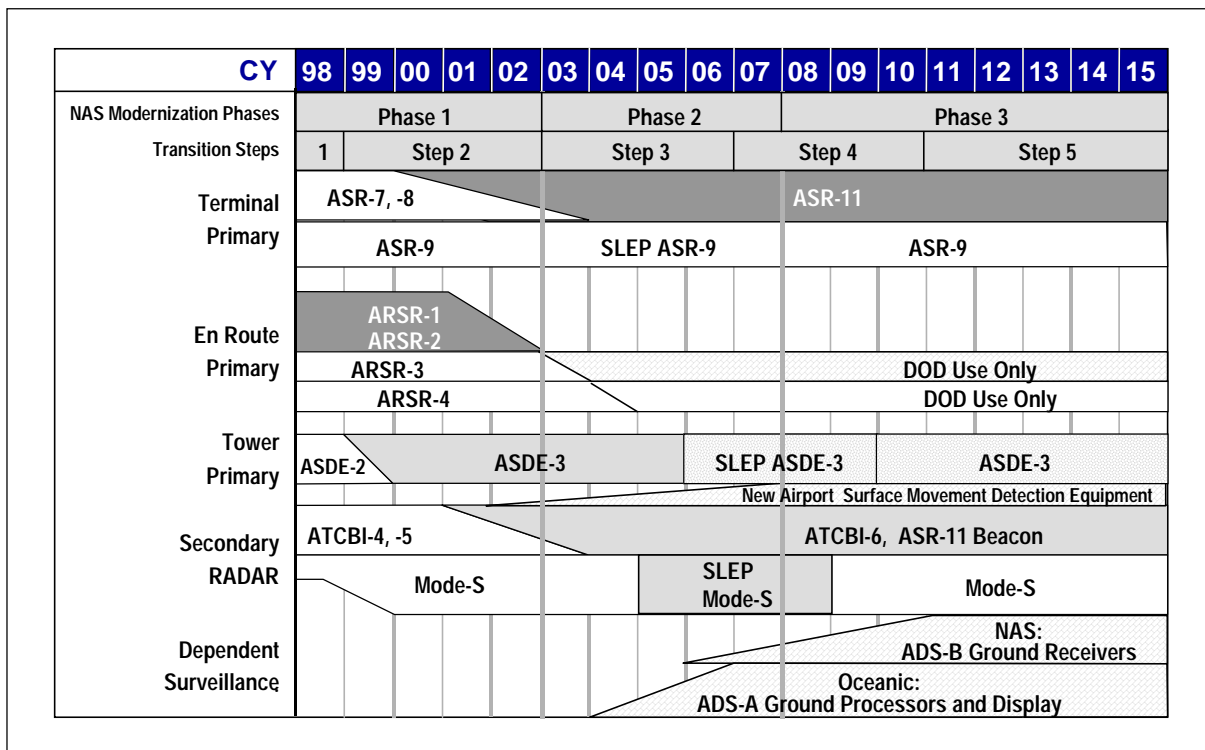 CY 98 99 00 01 02 03 04 05 06 07 08 09 10 11 12 13 14 15
NAS Modernization Phases Phase 1 Phase 2 Phase 3
Transition Steps 1 Step 2 Step 3 Step 4 Step 5
Terminal
Primary
ASR-7, -8
ASR-11
ASR-9 SLEP ASR-9 ASR-9
En Route
Primary
ARSR-1
ARSR-2
ARSR-3 DOD Use Only
ARSR-4 DOD Use Only
Tower
Primary
ASDE-2 ASDE-3 SLEP ASDE-3 ASDE-3
New Airport Surface Movement Detection Equipment
Secondary
RADAR
ATCBI-4, -5 ATCBI-6, ASR-11 Beacon
Mode-S
SLEP
Mode-S
Mode-S
Dependent
Surveillance
NAS:
ADS-B Ground Receivers
Oceanic:
ADS-A Ground Processors and Display